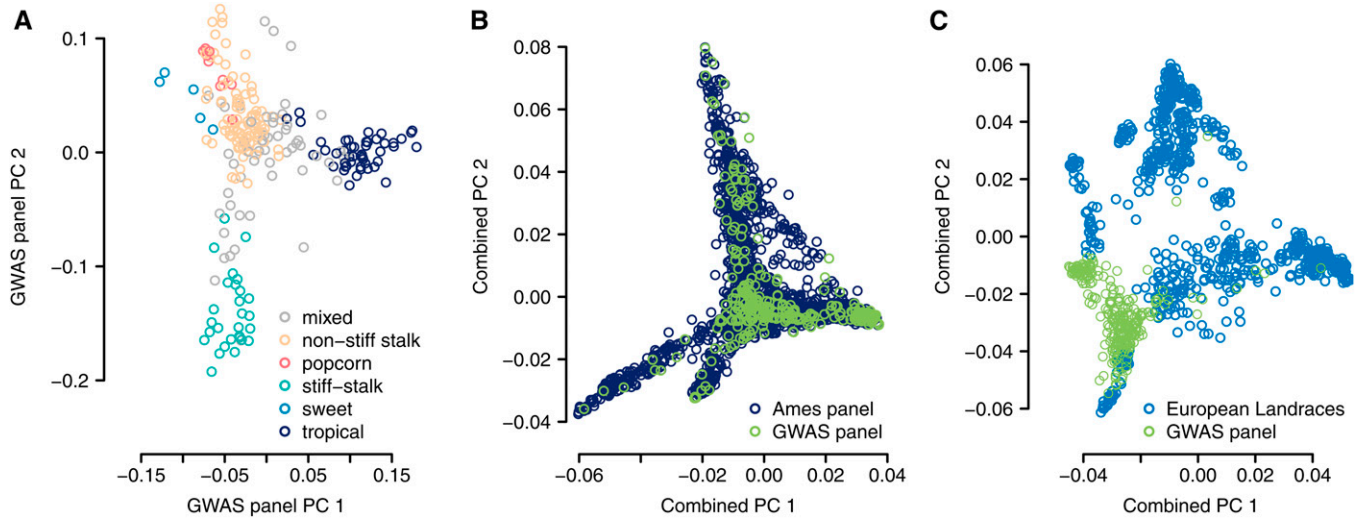 A
GWAS panel PC 2
0.1
0.0
−0.1
−0.2
mixed
non−stiff stalk
popcorn
stiff−stalk
sweet
tropical
−0.15
−0.05
0.05
0.15
GWAS panel PC 1
B
Combined PC 2
0.08
0.06
0.04
0.02
0.00
−0.02
−0.04
Ames panel
GWAS panel
−0.06
−0.02
0.00
0.02
0.04
Combined PC 1
C
Combined PC 2
0.06
0.04
0.02
0.00
−0.02
−0.04
−0.06
European Landraces
GWAS panel
−0.04
0.00
0.02
0.04
Combined PC 1